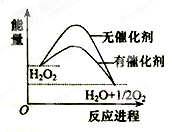 能量
无催化剂
有催化剂
H₂O₂
H₂O+1/2O₂
O
反应进程